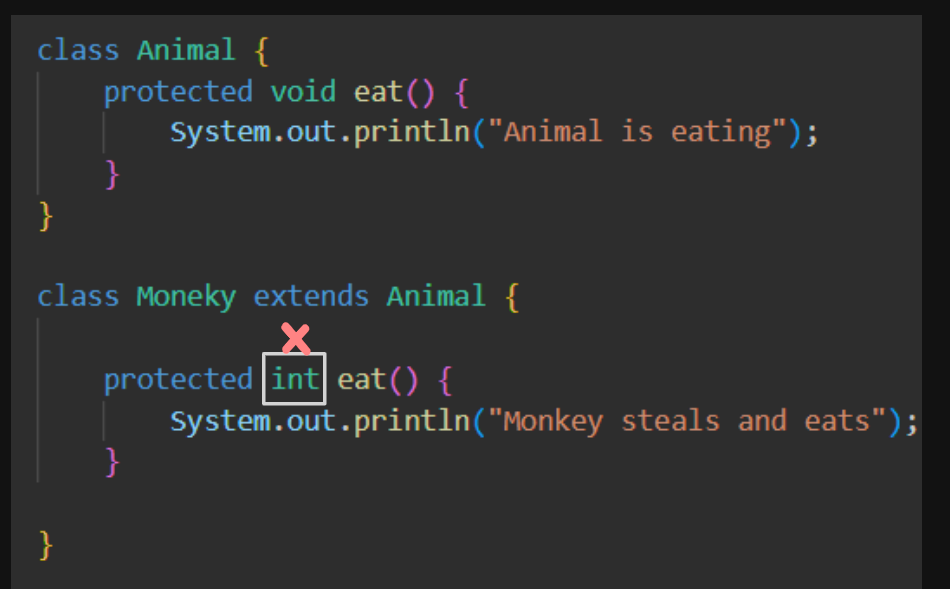 class Animal {
    protected void eat() {
        System.out.println("Animal is eating");
    }
}
class Moneky extends Animal {
    protected int eat() {
        System.out.println("Monkey steals and eats");
    }
}